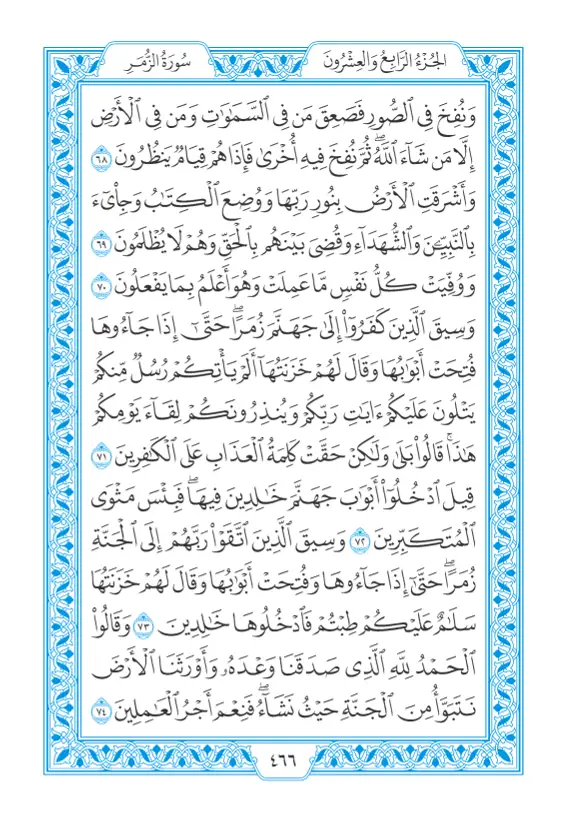 الجُزْءُ الرَّابِعُ وَالعِشْرُونَ
سُورَةُ الزُّمَرِ
وَنُفِخَ فِي ٱلصُّورِ فَصَعِقَ مَن فِي ٱلسَّمَٰوَٰتِ وَمَن فِي ٱلْأَرْضِ
إِلَّا مَن شَآءَ ٱللَّهُۖ ثُمَّ نُفِخَ فِيهِ أُخْرَىٰ فَإِذَا هُمْ قِيَامٌ يَنظُرُونَ ٦٨
وَأَشْرَقَتِ ٱلْأَرْضُ بِنُورِ رَبِّهَا وَوُضِعَ ٱلْكِتَٰبُ وَجِا۟ىٓءَ
بِٱلنَّبِيِّـۧنَ وَٱلشُّهَدَآءِ وَقُضِيَ بَيْنَهُم بِٱلْحَقِّ وَهُمْ لَا يُظْلَمُونَ ٦٩
وَوُفِّيَتْ كُلُّ نَفْسٍ مَّا عَمِلَتْ وَهُوَ أَعْلَمُ بِمَا يَفْعَلُونَ ٧٠
وَسِيقَ ٱلَّذِينَ كَفَرُوٓا۟ إِلَىٰ جَهَنَّمَ زُمَرًاۖ حَتَّىٰٓ إِذَا جَآءُوهَا
فُتِحَتْ أَبْوَٰبُهَا وَقَالَ لَهُمْ خَزَنَتُهَآ أَلَمْ يَأْتِكُمْ رُسُلٌ مِّنكُمْ
يَتْلُونَ عَلَيْكُمْ ءَايَٰتِ رَبِّكُمْ وَيُنذِرُونَكُمْ لِقَآءَ يَوْمِكُمْ
هَٰذَاۚ قَالُوا۟ بَلَىٰ وَلَٰكِنْ حَقَّتْ كَلِمَةُ ٱلْعَذَابِ عَلَى ٱلْكَٰفِرِينَ ٧١
قِيلَ ٱدْخُلُوٓا۟ أَبْوَٰبَ جَهَنَّمَ خَٰلِدِينَ فِيهَاۖ فَبِئْسَ مَثْوَى
ٱلْمُتَكَبِّرِينَ ٧٢ وَسِيقَ ٱلَّذِينَ ٱتَّقَوْا۟ رَبَّهُمْ إِلَى ٱلْجَنَّةِ
زُمَرًاۖ حَتَّىٰٓ إِذَا جَآءُوهَا وَفُتِحَتْ أَبْوَٰبُهَا وَقَالَ لَهُمْ خَزَنَتُهَا
سَلَٰمٌ عَلَيْكُمْ طِبْتُمْ فَٱدْخُلُوهَا خَٰلِدِينَ ٧٣ وَقَالُوا۟
ٱلْحَمْدُ لِلَّهِ ٱلَّذِي صَدَقَنَا وَعْدَهُۥ وَأَوْرَثَنَا ٱلْأَرْضَ
نَتَبَوَّأُ مِنَ ٱلْجَنَّةِ حَيْثُ نَشَآءُۖ فَنِعْمَ أَجْرُ ٱلْعَٰمِلِينَ ٧٤
٤٦٦